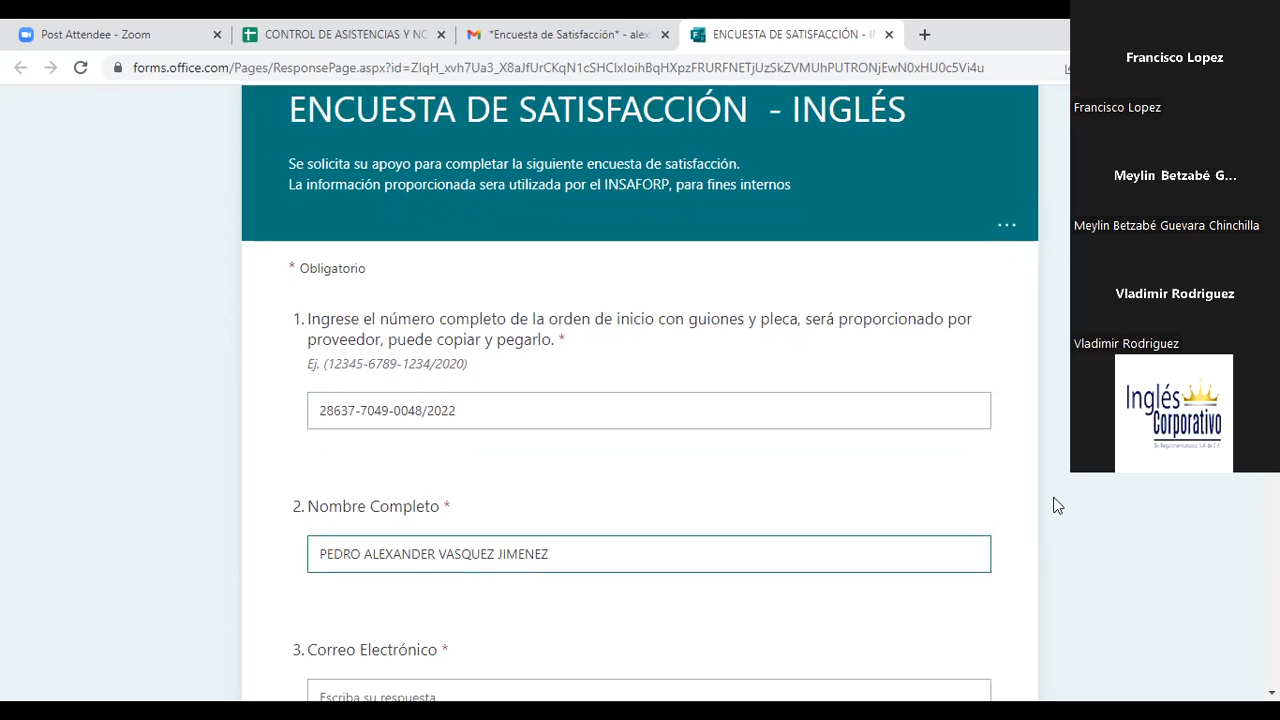 Post Attendee - Zoom
CONTROL DE ASISTENCIAS Y NO
*Encuesta de Satisfacción* - alex
ENCUESTA DE SATISFACCIÓN - I
forms.office.com/Pages/ResponsePage.aspx?id=ZIqH_xvh7Ua3_X8aJfUrCKqN1cSHCIxIoihBqHXpzFRURFNETjUzSkZVMUhPUTRONjEwN0xHU0c5Vi4u
ENCUESTA DE SATISFACCIÓN - INGLÉS
Se solicita su apoyo para completar la siguiente encuesta de satisfacción.
La información proporcionada sera utilizada por el INSAFORP, para fines internos
* Obligatorio
1. Ingrese el número completo de la orden de inicio con guiones y pleca, será proporcionado por
proveedor, puede copiar y pegarlo. *
Ej. (12345-6789-1234/2020)
28637-7049-0048/2022
2. Nombre Completo *
PEDRO ALEXANDER VASQUEZ JIMENEZ
3. Correo Electrónico *
Escriba su respuesta
Francisco Lopez
Francisco Lopez
Meylin Betzabé G...
Meylin Betzabé Guevara Chinchilla
Vladimir Rodriguez
Vladimir Rodriguez
Inglés
Corporativo